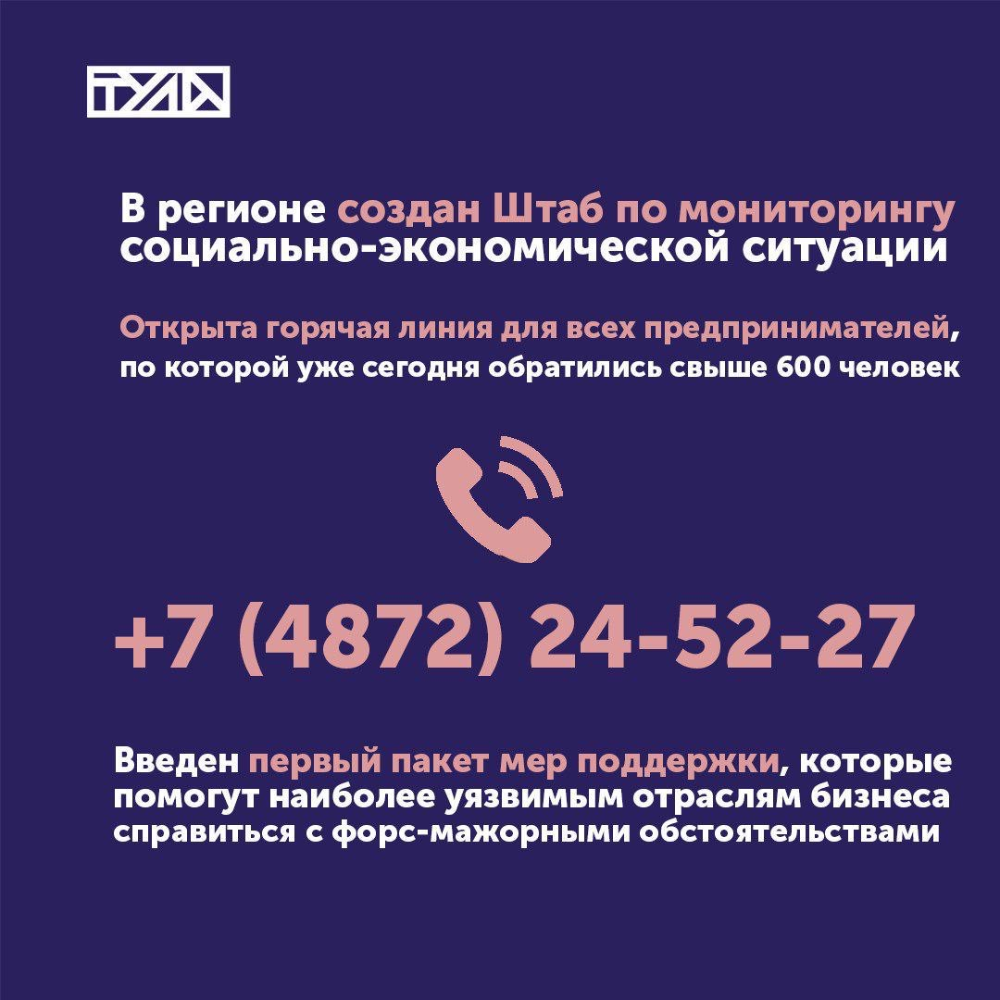 ТУЛА
В регионе создан Штаб по мониторингу
социально-экономической ситуации
Открыта горячая линия для всех предпринимателей,
по которой уже сегодня обратились свыше 600 человек
+7 (4872) 24-52-27
Введен первый пакет мер поддержки, которые
помогут наиболее уязвимым отраслям бизнеса
справиться с форс-мажорными обстоятельствами